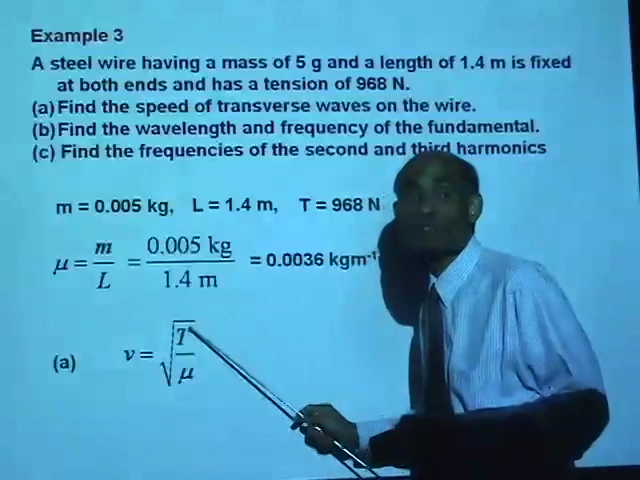 Example 3
A steel wire having a mass of 5 g and a length of 1.4 m is fixed
at both ends and has a tension of 968 N.
(a) Find the speed of transverse waves on the wire.
(b) Find the wavelength and frequency of the fundamental.
(c) Find the frequencies of the second and third harmonics
m = 0.005 kg, L = 1.4 m, T = 968 N
μ = m/L = 0.005 kg/1.4 m = 0.0036 kgm⁻¹
(a) v = √(T/μ)